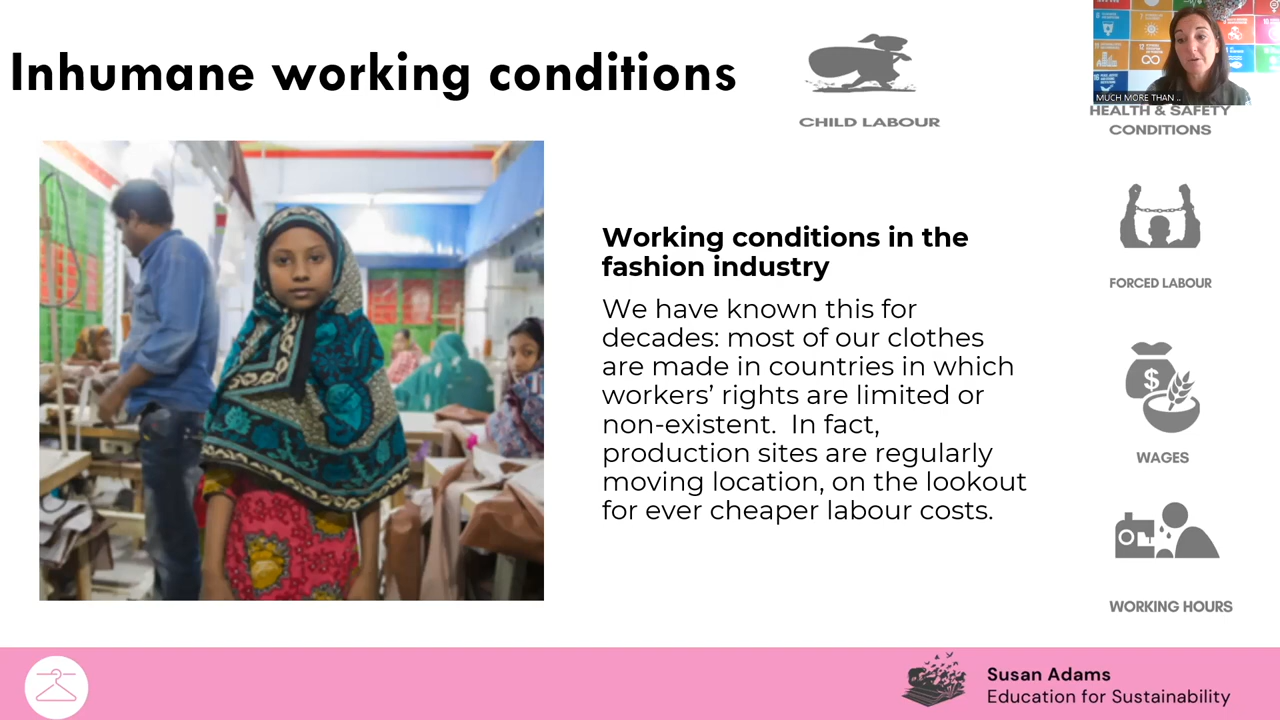 Inhumane working conditions
CHILD LABOUR
MUCH MORE THAN ..
HEALTH & SAFETY
CONDITIONS
Working conditions in the
fashion industry
We have known this for
decades: most of our clothes
are made in countries in which
workers’ rights are limited or
non-existent.  In fact,
production sites are regularly
moving location, on the lookout
for ever cheaper labour costs.
FORCED LABOUR
$
WAGES
WORKING HOURS
Susan Adams
Education for Sustainability